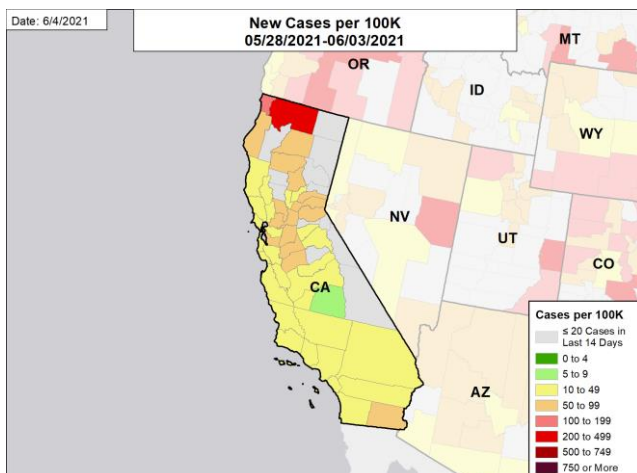 Date: 6/4/2021
New Cases per 100K
05/28/2021-06/03/2021
MT
OR
ID
WY
NV
UT
CO
CA
AZ
Cases per 100K
≤ 20 Cases in
Last 14 Days
0 to 4
5 to 9
10 to 49
50 to 99
100 to 199
200 to 499
500 to 749
750 or More